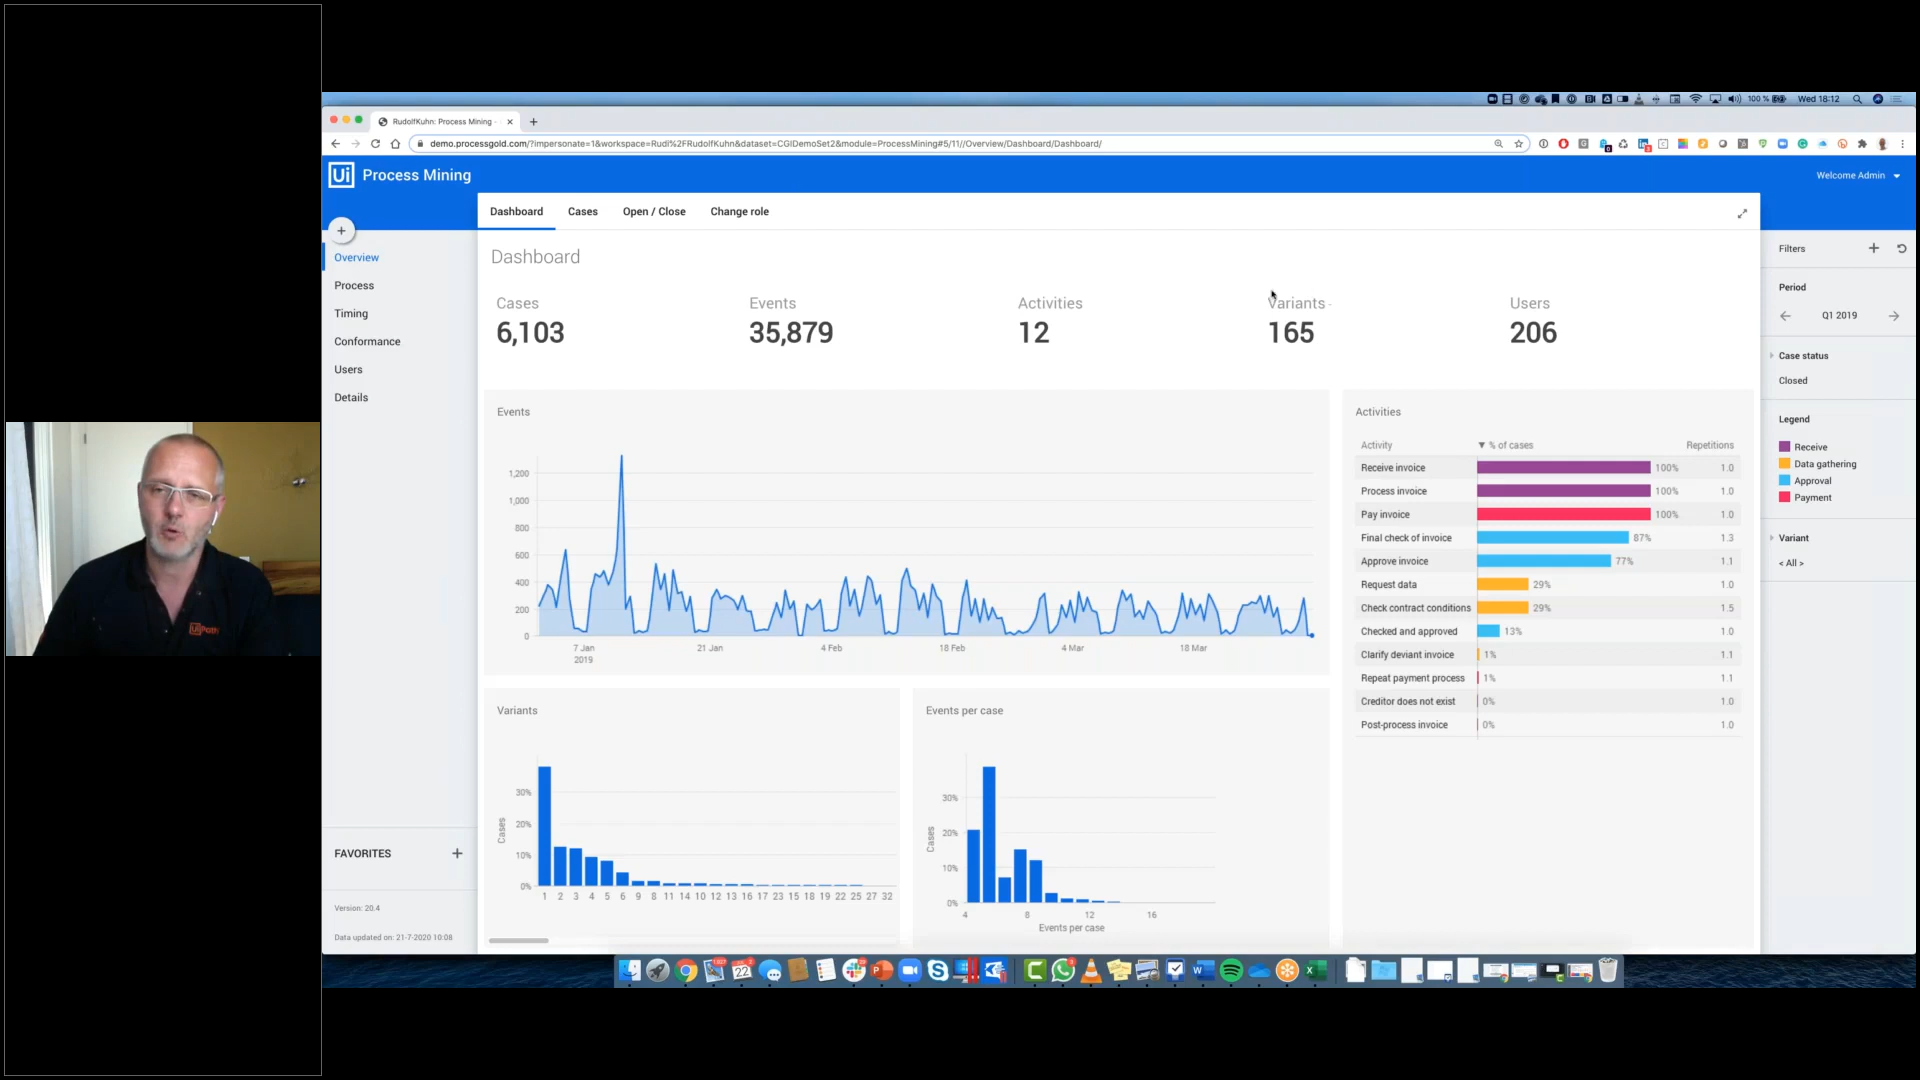 100 %
Wed 18:12
RudolfKuhn: Process Mining -
demo.processgold.com/?impersonate=1&workspace=Rudi%2FRudolfKuhn&dataset=CGIDemoSet2&module=ProcessMining#5/11//Overview/Dashboard/Dashboard/
Ui Process Mining
Welcome Admin
Dashboard Cases Open / Close Change role
Overview
Process
Timing
Conformance
Users
Details
FAVORITES
Version: 20.4
Data updated on: 21-7-2020 10:08
Dashboard
Cases Events Activities Variants Users
6,103 35,879 12 165 206
Events
1,200
1,000
800
600
400
200
0
7 Jan 21 Jan 4 Feb 18 Feb 4 Mar 18 Mar
2019
Variants
Cases
30%
20%
10%
0%
1 2 3 4 5 6 9 8 11 14 10 12 13 16 17 23 15 18 19 22 25 27 32
Events per case
Cases
30%
20%
10%
0%
4 8 12 16
Events per case
Activities
Activity ▼ % of cases Repetitions
Receive invoice 100% 1.0
Process invoice 100% 1.0
Pay invoice 100% 1.0
Final check of invoice 87% 1.3
Approve invoice 77% 1.1
Request data 29% 1.0
Check contract conditions 29% 1.5
Checked and approved 13% 1.0
Clarify deviant invoice 1% 1.1
Repeat payment process 1% 1.1
Creditor does not exist 0% 1.0
Post-process invoice 0% 1.0
Filters
Period
Q1 2019
Case status
Closed
Legend
Receive
Data gathering
Approval
Payment
Variant
< All >
UiPath
22